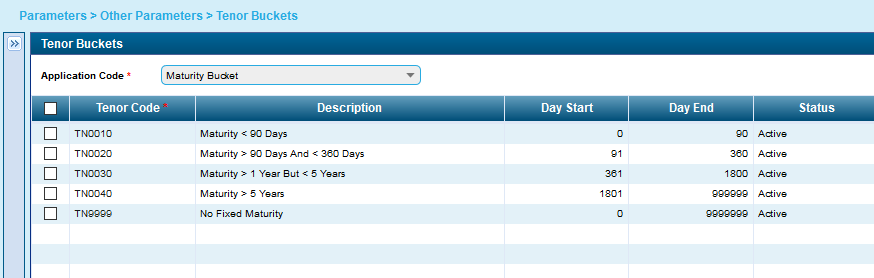 Parameters > Other Parameters > Tenor Buckets
Tenor Buckets
Application Code * Maturity Bucket
Tenor Code * Description Day Start Day End Status
TN0010 Maturity < 90 Days 0 90 Active
TN0020 Maturity > 90 Days And < 360 Days 91 360 Active
TN0030 Maturity > 1 Year But < 5 Years 361 1800 Active
TN0040 Maturity > 5 Years 1801 999999 Active
TN9999 No Fixed Maturity 0 9999999 Active